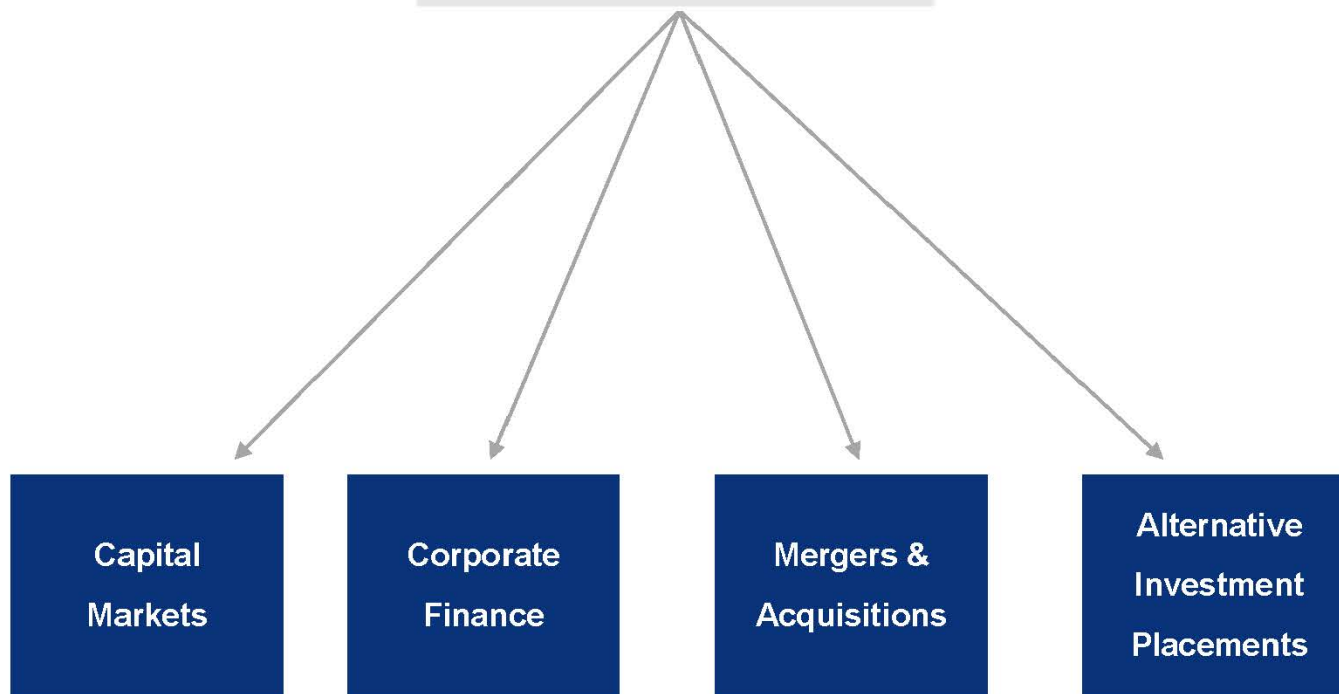 Capital
Markets
Corporate
Finance
Mergers &
Acquisitions
Alternative
Investment
Placements